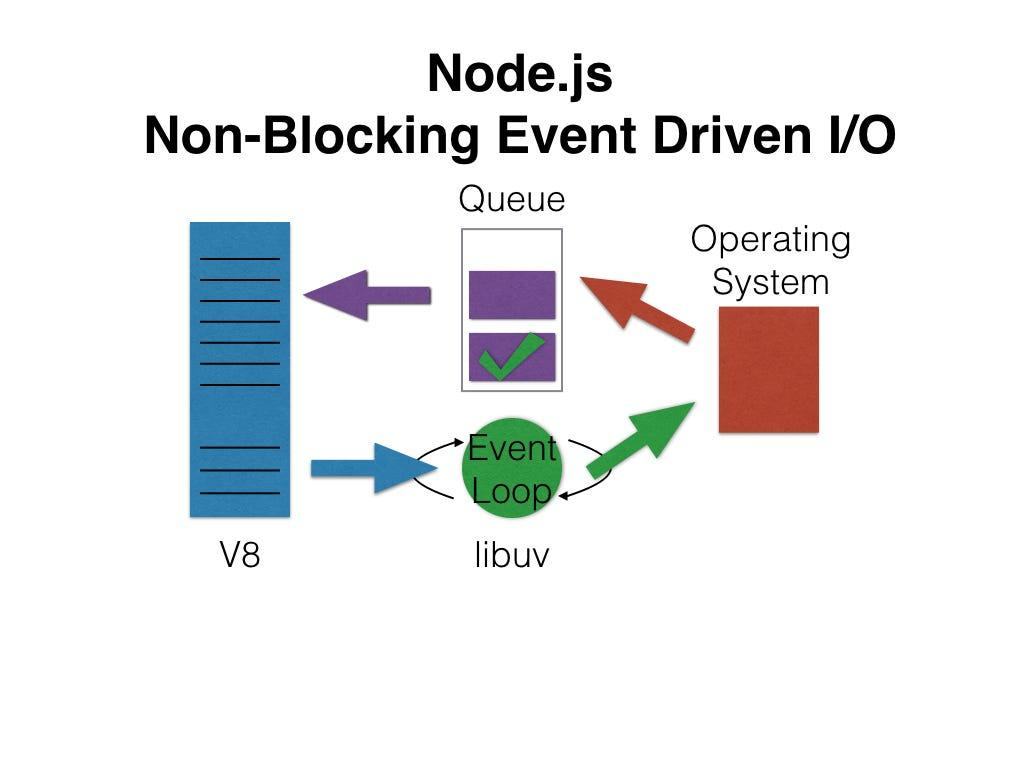 Node.js
Non-Blocking Event Driven I/O
Queue
Operating
System
Event
Loop
V8
libuv